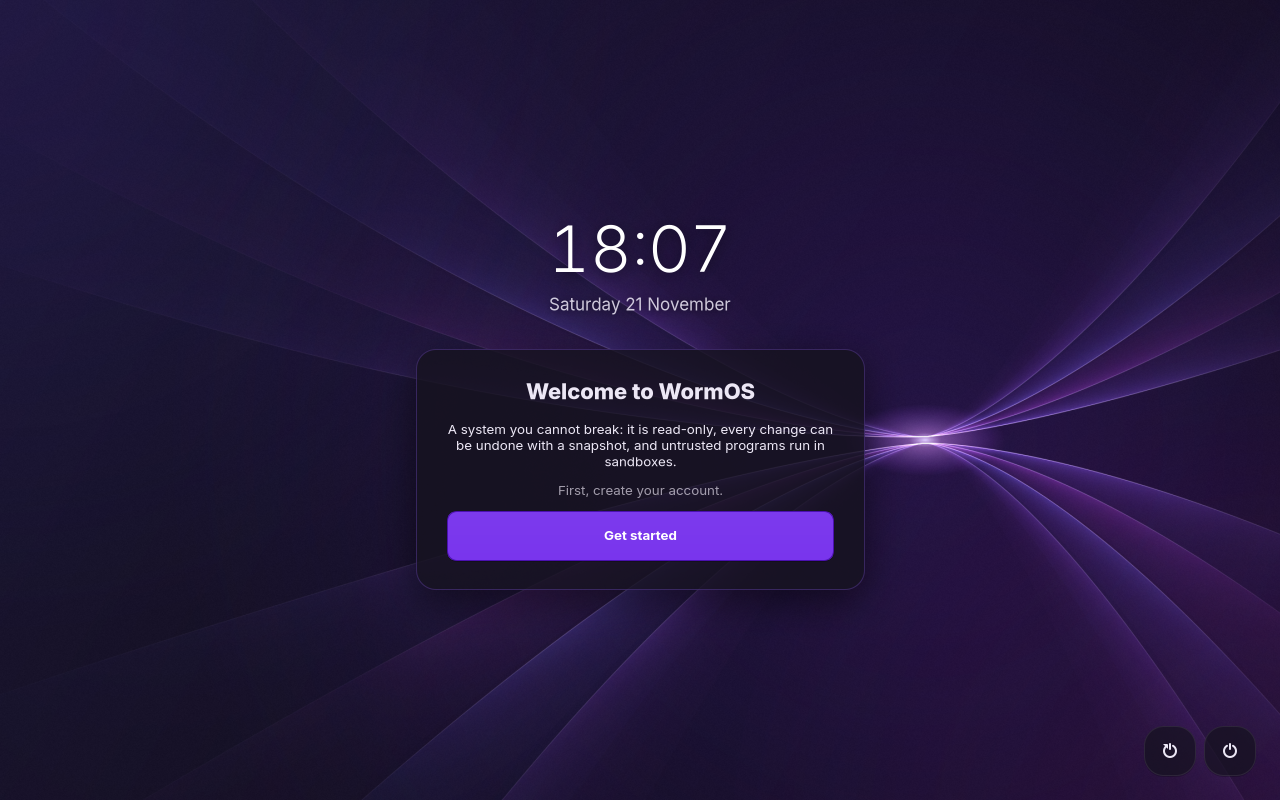 18:07
Saturday 21 November
Welcome to WormOS
A system you cannot break: it is read-only, every change can
be undone with a snapshot, and untrusted programs run in
sandboxes.
First, create your account.
Get started